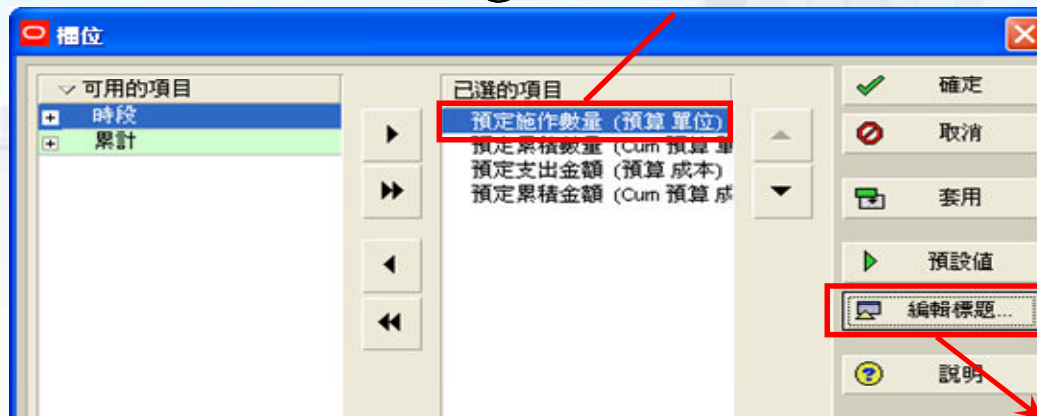 欄位
可用的項目
時段
累計
已選的項目
預定施作數量 (預算 單位)
預定累積數量 (Cum 預算 單
預定支出金額 (預算 成本)
預定累積金額 (Cum 預算 成
確定
取消
套用
預設值
編輯標題...
說明